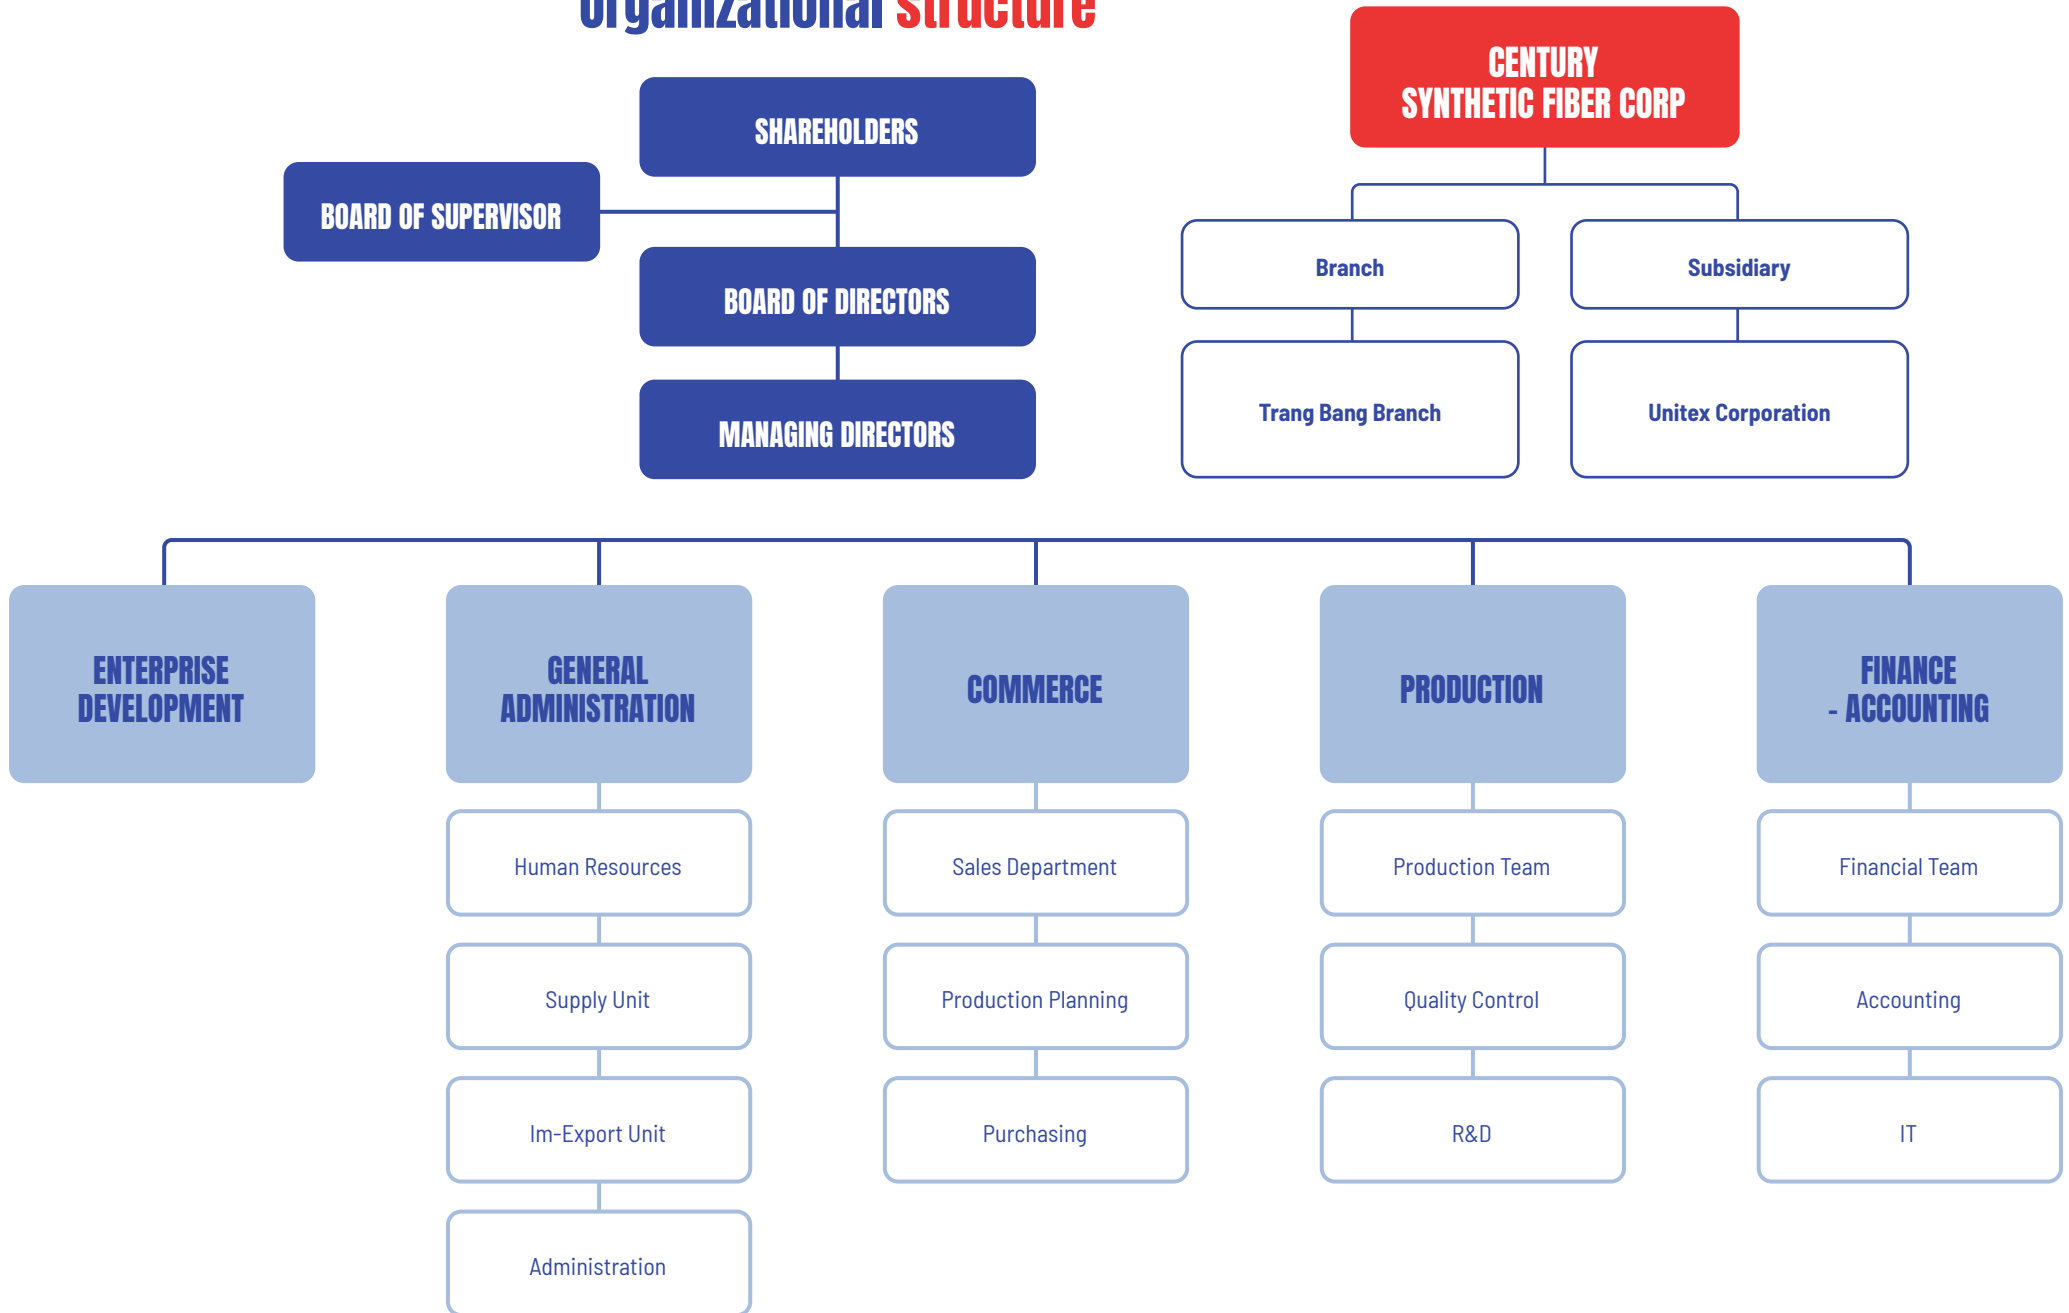 Organizational Structure
CENTURY
SYNTHETIC FIBER CORP
SHAREHOLDERS
BOARD OF SUPERVISOR
BOARD OF DIRECTORS
MANAGING DIRECTORS
Branch
Subsidiary
Trang Bang Branch
Unitex Corporation
ENTERPRISE
DEVELOPMENT
GENERAL
ADMINISTRATION
COMMERCE
PRODUCTION
FINANCE
- ACCOUNTING
Human Resources
Sales Department
Production Team
Financial Team
Supply Unit
Production Planning
Quality Control
Accounting
Im-Export Unit
Purchasing
R&D
IT
Administration